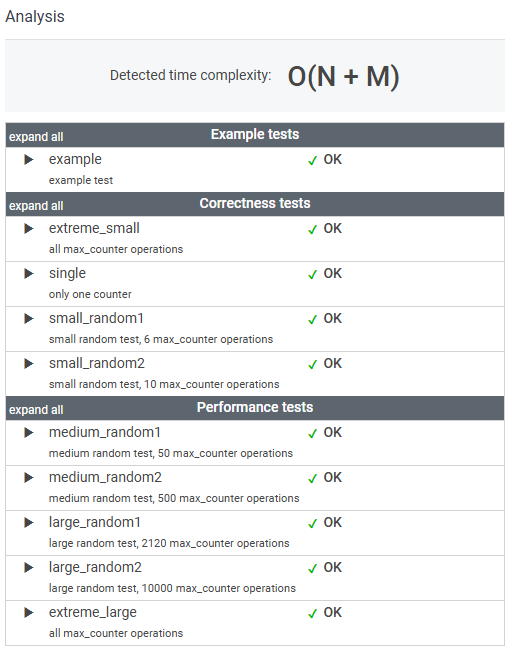 Analysis
Detected time complexity: O(N + M)
expand all Example tests
example OK
example test
expand all Correctness tests
extreme_small OK
all max_counter operations
single OK
only one counter
small_random1 OK
small random test, 6 max_counter operations
small_random2 OK
small random test, 10 max_counter operations
expand all Performance tests
medium_random1 OK
medium random test, 50 max_counter operations
medium_random2 OK
medium random test, 500 max_counter operations
large_random1 OK
large random test, 2120 max_counter operations
large_random2 OK
large random test, 10000 max_counter operations
extreme_large OK
all max_counter operations